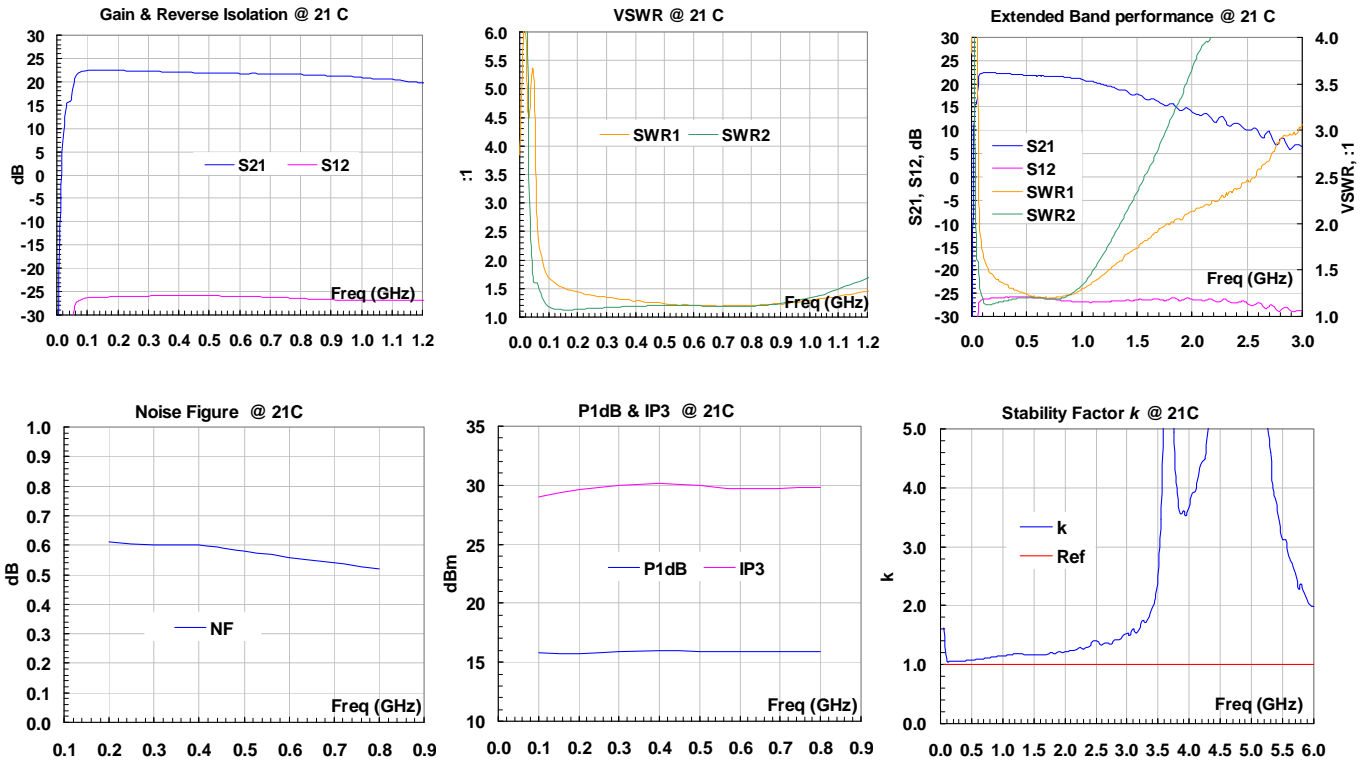 Gain & Reverse Isolation @ 21 C
30
25
20
15
10
5
0
-5
-10
-15
-20
-25
-30
dB
S21 S12
Freq (GHz)
0.0 0.1 0.2 0.3 0.4 0.5 0.6 0.7 0.8 0.9 1.0 1.1 1.2
VSWR @ 21 C
6.0
5.5
5.0
4.5
4.0
3.5
3.0
2.5
2.0
1.5
1.0
:1
SWR1 SWR2
Freq (GHz)
0.0 0.1 0.2 0.3 0.4 0.5 0.6 0.7 0.8 0.9 1.0 1.1 1.2
Extended Band performance @ 21 C
30
25
20
15
10
5
0
-5
-10
-15
-20
-25
-30
S21, S12, dB
S21
S12
SWR1
SWR2
4.0
3.5
3.0
2.5
2.0
1.5
1.0
VSWR, :1
Freq (GHz)
0.0 0.5 1.0 1.5 2.0 2.5 3.0
Noise Figure @ 21C
1.0
0.9
0.8
0.7
0.6
0.5
0.4
0.3
0.2
0.1
0.0
dB
NF
Freq (GHz)
0.1 0.1 0.2 0.3 0.4 0.5 0.6 0.8 0.9
P1dB & IP3 @ 21C
35
30
25
20
15
10
dBm
P1dB IP3
Freq (GHz)
0.0 0.1 0.2 0.3 0.4 0.5 0.6 0.7 0.8 0.9
Stability Factor k @ 21C
5.0
4.0
3.0
2.0
1.0
0.0
k
k
Ref
Freq (GHz)
0.0 0.5 1.0 1.5 2.0 2.5 3.0 3.5 4.0 4.5 5.0 5.5 6.0